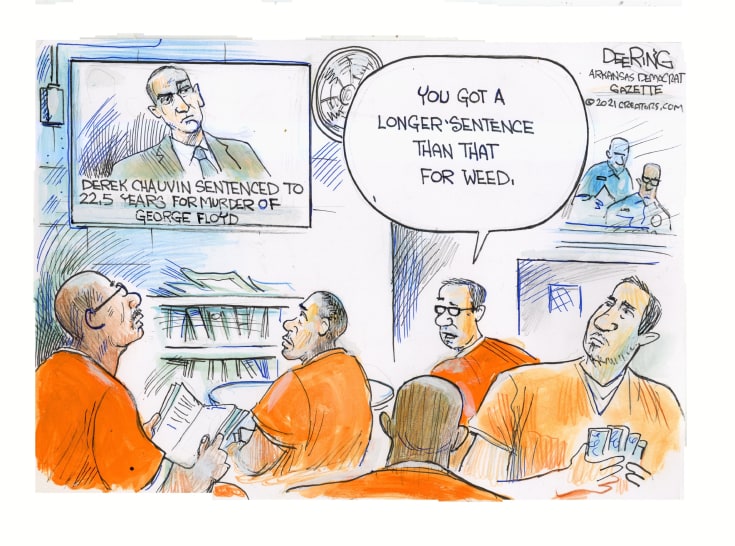 DEREK CHAUVIN SENTENCED TO
22.5 YEARS FOR MURDER OF
GEORGE FLOYD
YOU GOT A
LONGER SENTENCE
THAN THAT
FOR WEED.
DEERING
ARKANSAS DEMOCRAT
GAZETTE
© 2021 CREATORS.COM